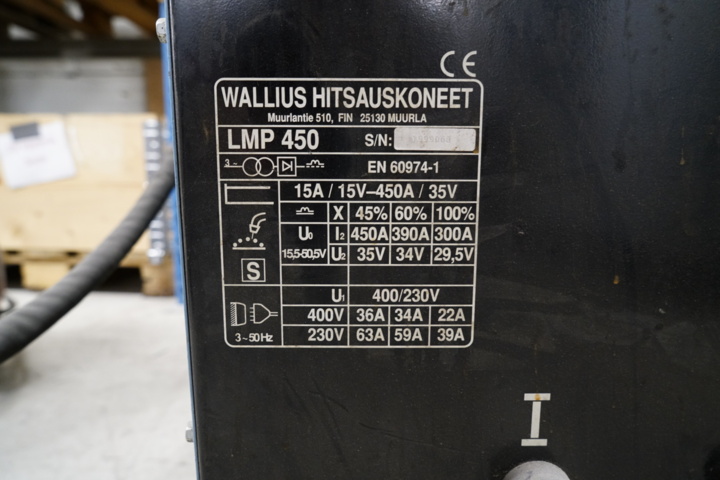 CE
WALLIUS HITSAUSKONEET
Muurlantie 510, FIN 25130 MUURLA
LMP 450 S/N:
3~ EN 60974-1
15A / 15V–450A / 35V
X 45% 60% 100%
U0 I2 450A 390A 300A
15,5-50,5V U2 35V 34V 29,5V
S
U1 400/230V
400V 36A 34A 22A
3~50Hz 230V 63A 59A 39A
I